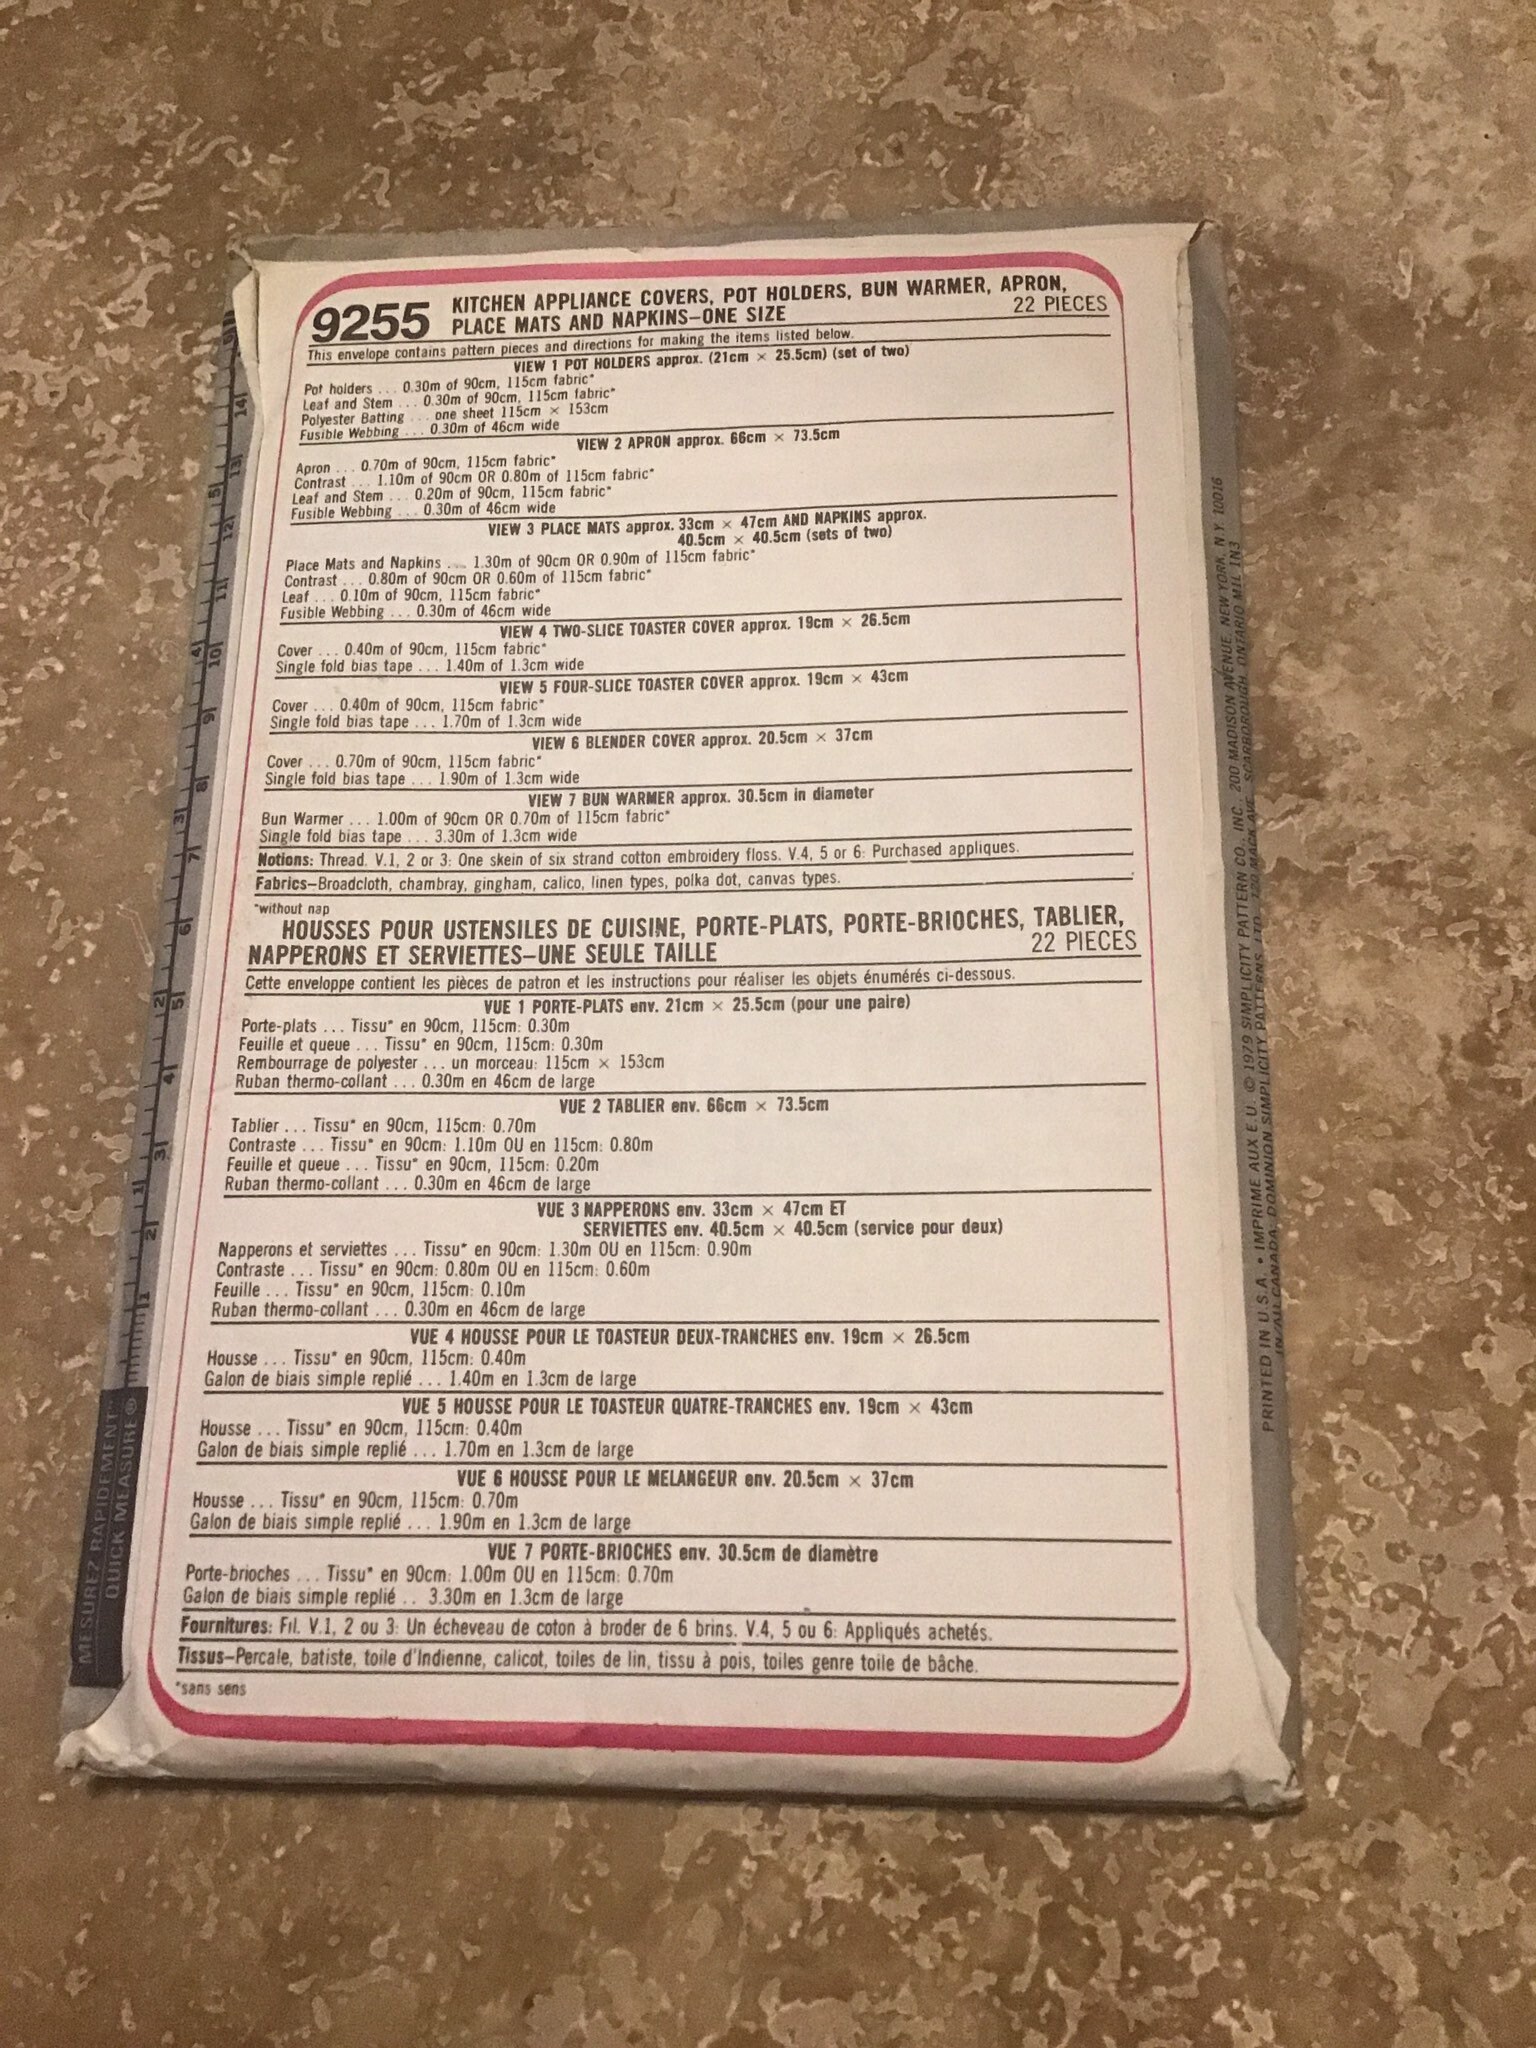 9255 KITCHEN APPLIANCE COVERS, POT HOLDERS, BUN WARMER, APRON,
PLACE MATS AND NAPKINS–ONE SIZE 22 PIECES
This envelope contains pattern pieces and directions for making the items listed below.
VIEW 1 POT HOLDERS approx. (21cm × 25.5cm) (set of two)
Pot holders ... 0.30m of 90cm, 115cm fabric*
Leaf and Stem ... 0.30m of 90cm, 115cm fabric*
Polyester Batting ... one sheet 115cm × 153cm
Fusible Webbing ... 0.30m of 46cm wide
VIEW 2 APRON approx. 66cm × 73.5cm
Apron ... 0.70m of 90cm, 115cm fabric*
Contrast ... 1.10m of 90cm OR 0.80m of 115cm fabric*
Leaf and Stem ... 0.20m of 90cm, 115cm fabric*
Fusible Webbing ... 0.30m of 46cm wide
VIEW 3 PLACE MATS approx. 33cm × 47cm AND NAPKINS approx.
40.5cm × 40.5cm (sets of two)
Place Mats and Napkins ... 1.30m of 90cm OR 0.90m of 115cm fabric*
Contrast ... 0.80m of 90cm OR 0.60m of 115cm fabric*
Leaf ... 0.10m of 90cm, 115cm fabric*
Fusible Webbing ... 0.30m of 46cm wide
VIEW 4 TWO-SLICE TOASTER COVER approx. 19cm × 26.5cm
Cover ... 0.40m of 90cm, 115cm fabric*
Single fold bias tape ... 1.40m of 1.3cm wide
VIEW 5 FOUR-SLICE TOASTER COVER approx. 19cm × 43cm
Cover ... 0.40m of 90cm, 115cm fabric*
Single fold bias tape ... 1.70m of 1.3cm wide
VIEW 6 BLENDER COVER approx. 20.5cm × 37cm
Cover ... 0.70m of 90cm, 115cm fabric*
Single fold bias tape ... 1.90m of 1.3cm wide
VIEW 7 BUN WARMER approx. 30.5cm in diameter
Bun Warmer ... 1.00m of 90cm OR 0.70m of 115cm fabric*
Single fold bias tape ... 3.30m of 1.3cm wide
Notions: Thread. V.1, 2 or 3: One skein of six strand cotton embroidery floss. V.4, 5 or 6: Purchased appliques.
Fabrics–Broadcloth, chambray, gingham, calico, linen types, polka dot, canvas types.
*without nap
HOUSSES POUR USTENSILES DE CUISINE, PORTE-PLATS, PORTE-BRIOCHES, TABLIER,
NAPPERONS ET SERVIETTES–UNE SEULE TAILLE 22 PIECES
Cette enveloppe contient les pièces de patron et les instructions pour réaliser les objets énumérés ci-dessous.
VUE 1 PORTE-PLATS env. 21cm × 25.5cm (pour une paire)
Porte-plats ... Tissu* en 90cm, 115cm: 0.30m
Feuille et queue ... Tissu* en 90cm, 115cm: 0.30m
Rembourrage de polyester ... un morceau: 115cm × 153cm
Ruban thermo-collant ... 0.30m en 46cm de large
VUE 2 TABLIER env. 66cm × 73.5cm
Tablier ... Tissu* en 90cm, 115cm: 0.70m
Contraste ... Tissu* en 90cm: 1.10m OU en 115cm: 0.80m
Feuille et queue ... Tissu* en 90cm, 115cm: 0.20m
Ruban thermo-collant ... 0.30m en 46cm de large
VUE 3 NAPPERONS env. 33cm × 47cm ET
SERVIETTES env. 40.5cm × 40.5cm (service pour deux)
Napperons et serviettes ... Tissu* en 90cm: 1.30m OU en 115cm: 0.90m
Contraste ... Tissu* en 90cm: 0.80m OU en 115cm: 0.60m
Feuille ... Tissu* en 90cm, 115cm: 0.10m
Ruban thermo-collant ... 0.30m en 46cm de large
VUE 4 HOUSSE POUR LE TOASTEUR DEUX-TRANCHES env. 19cm × 26.5cm
Housse ... Tissu* en 90cm, 115cm: 0.40m
Galon de biais simple replié ... 1.40m en 1.3cm de large
VUE 5 HOUSSE POUR LE TOASTEUR QUATRE-TRANCHES env. 19cm × 43cm
Housse ... Tissu* en 90cm, 115cm: 0.40m
Galon de biais simple replié ... 1.70m en 1.3cm de large
VUE 6 HOUSSE POUR LE MELANGEUR env. 20.5cm × 37cm
Housse ... Tissu* en 90cm, 115cm: 0.70m
Galon de biais simple replié ... 1.90m en 1.3cm de large
VUE 7 PORTE-BRIOCHES env. 30.5cm de diamètre
Porte-brioches ... Tissu* en 90cm: 1.00m OU en 115cm: 0.70m
Galon de biais simple replié .. 3.30m en 1.3cm de large
Fournitures: Fil. V.1, 2 ou 3: Un écheveau de coton à broder de 6 brins. V.4, 5 ou 6: Appliqués achetés.
Tissus–Percale, batiste, toile d'Indienne, calicot, toiles de lin, tissu à pois, toiles genre toile de bâche.
*sans sens
MESUREZ RAPIDEMENT
QUICK MEASURE®
1 2 3 4 5 6 7 8 9 10 11 12 13 14
1 2 3 4 5
PRINTED IN U.S.A. • IMPRIME AUX E.U. © 1979 SIMPLICITY PATTERN CO., INC., 200 MADISON AVENUE, NEW YORK, N.Y. 10016
CANADA, DOMINION SIMPLICITY PATTERNS LTD., 120 MACK AVE. SCARBOROUGH, ONTARIO M1L 1N3